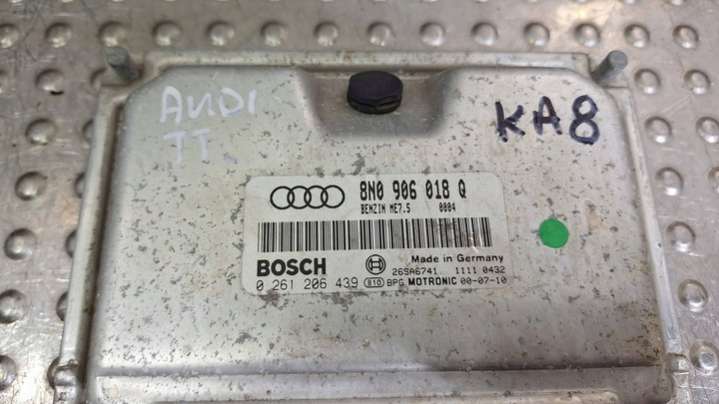 AUDI
TT
KA8
8N0 906 018 Q
BENZIN ME7.5 0004
Made in Germany
BOSCH
26SA6741 1111 0432
0 261 206 439 B10 BPG MOTRONIC 00-07-10